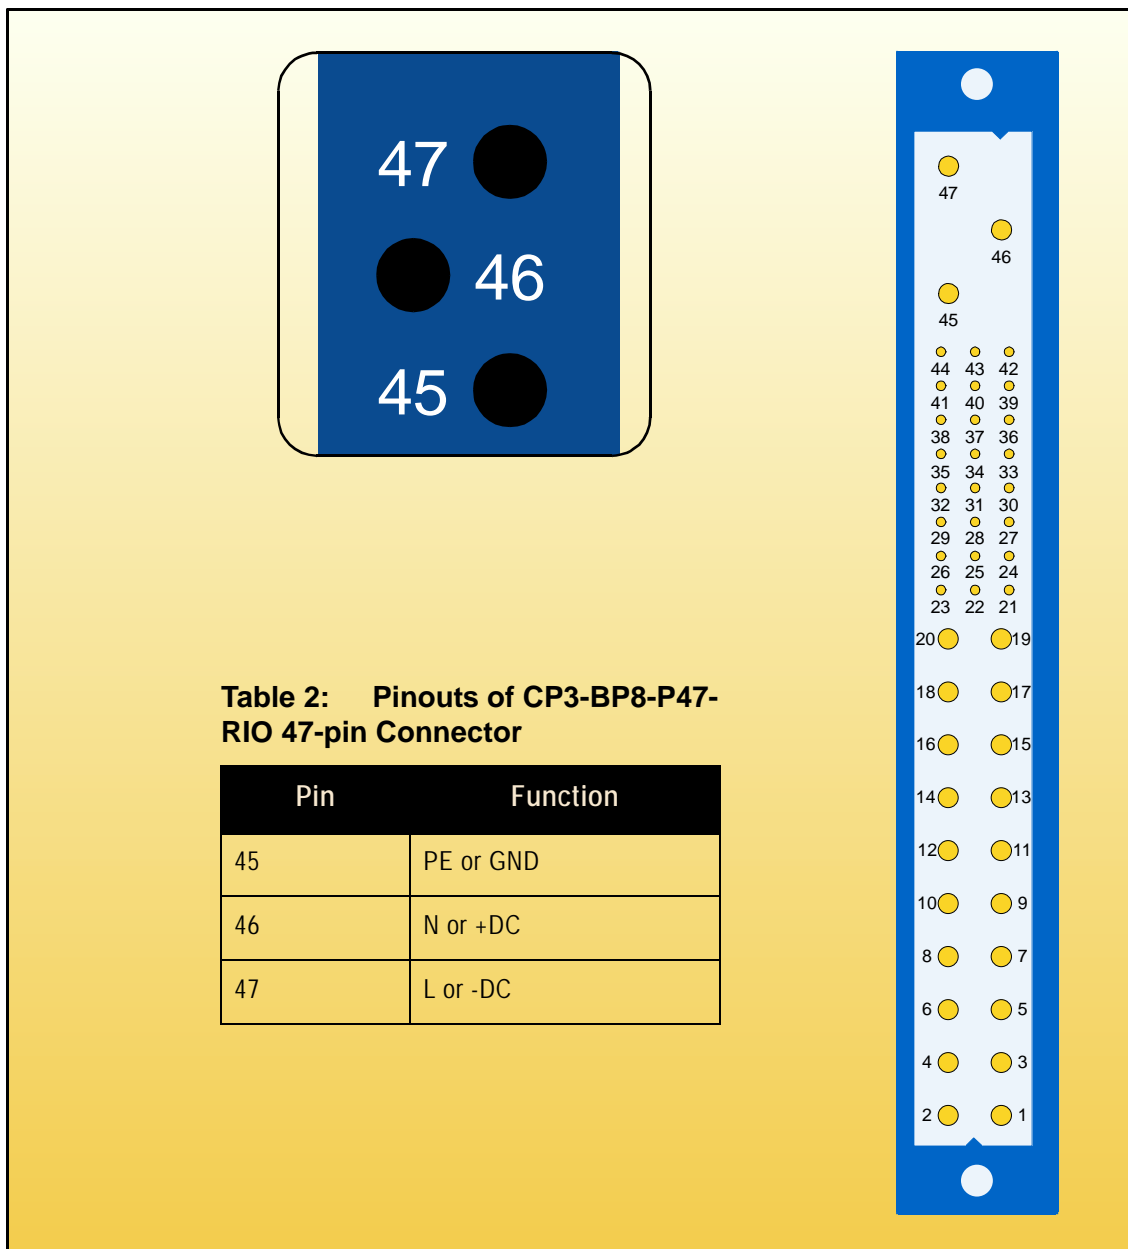 47
46
45
Table 2: Pinouts of CP3-BP8-P47-
RIO 47-pin Connector
Pin Function
45 PE or GND
46 N or +DC
47 L or -DC
47
46
45
44 43 42
41 40 39
38 37 36
35 34 33
32 31 30
29 28 27
26 25 24
23 22 21
20 19
18 17
16 15
14 13
12 11
10 9
8 7
6 5
4 3
2 1